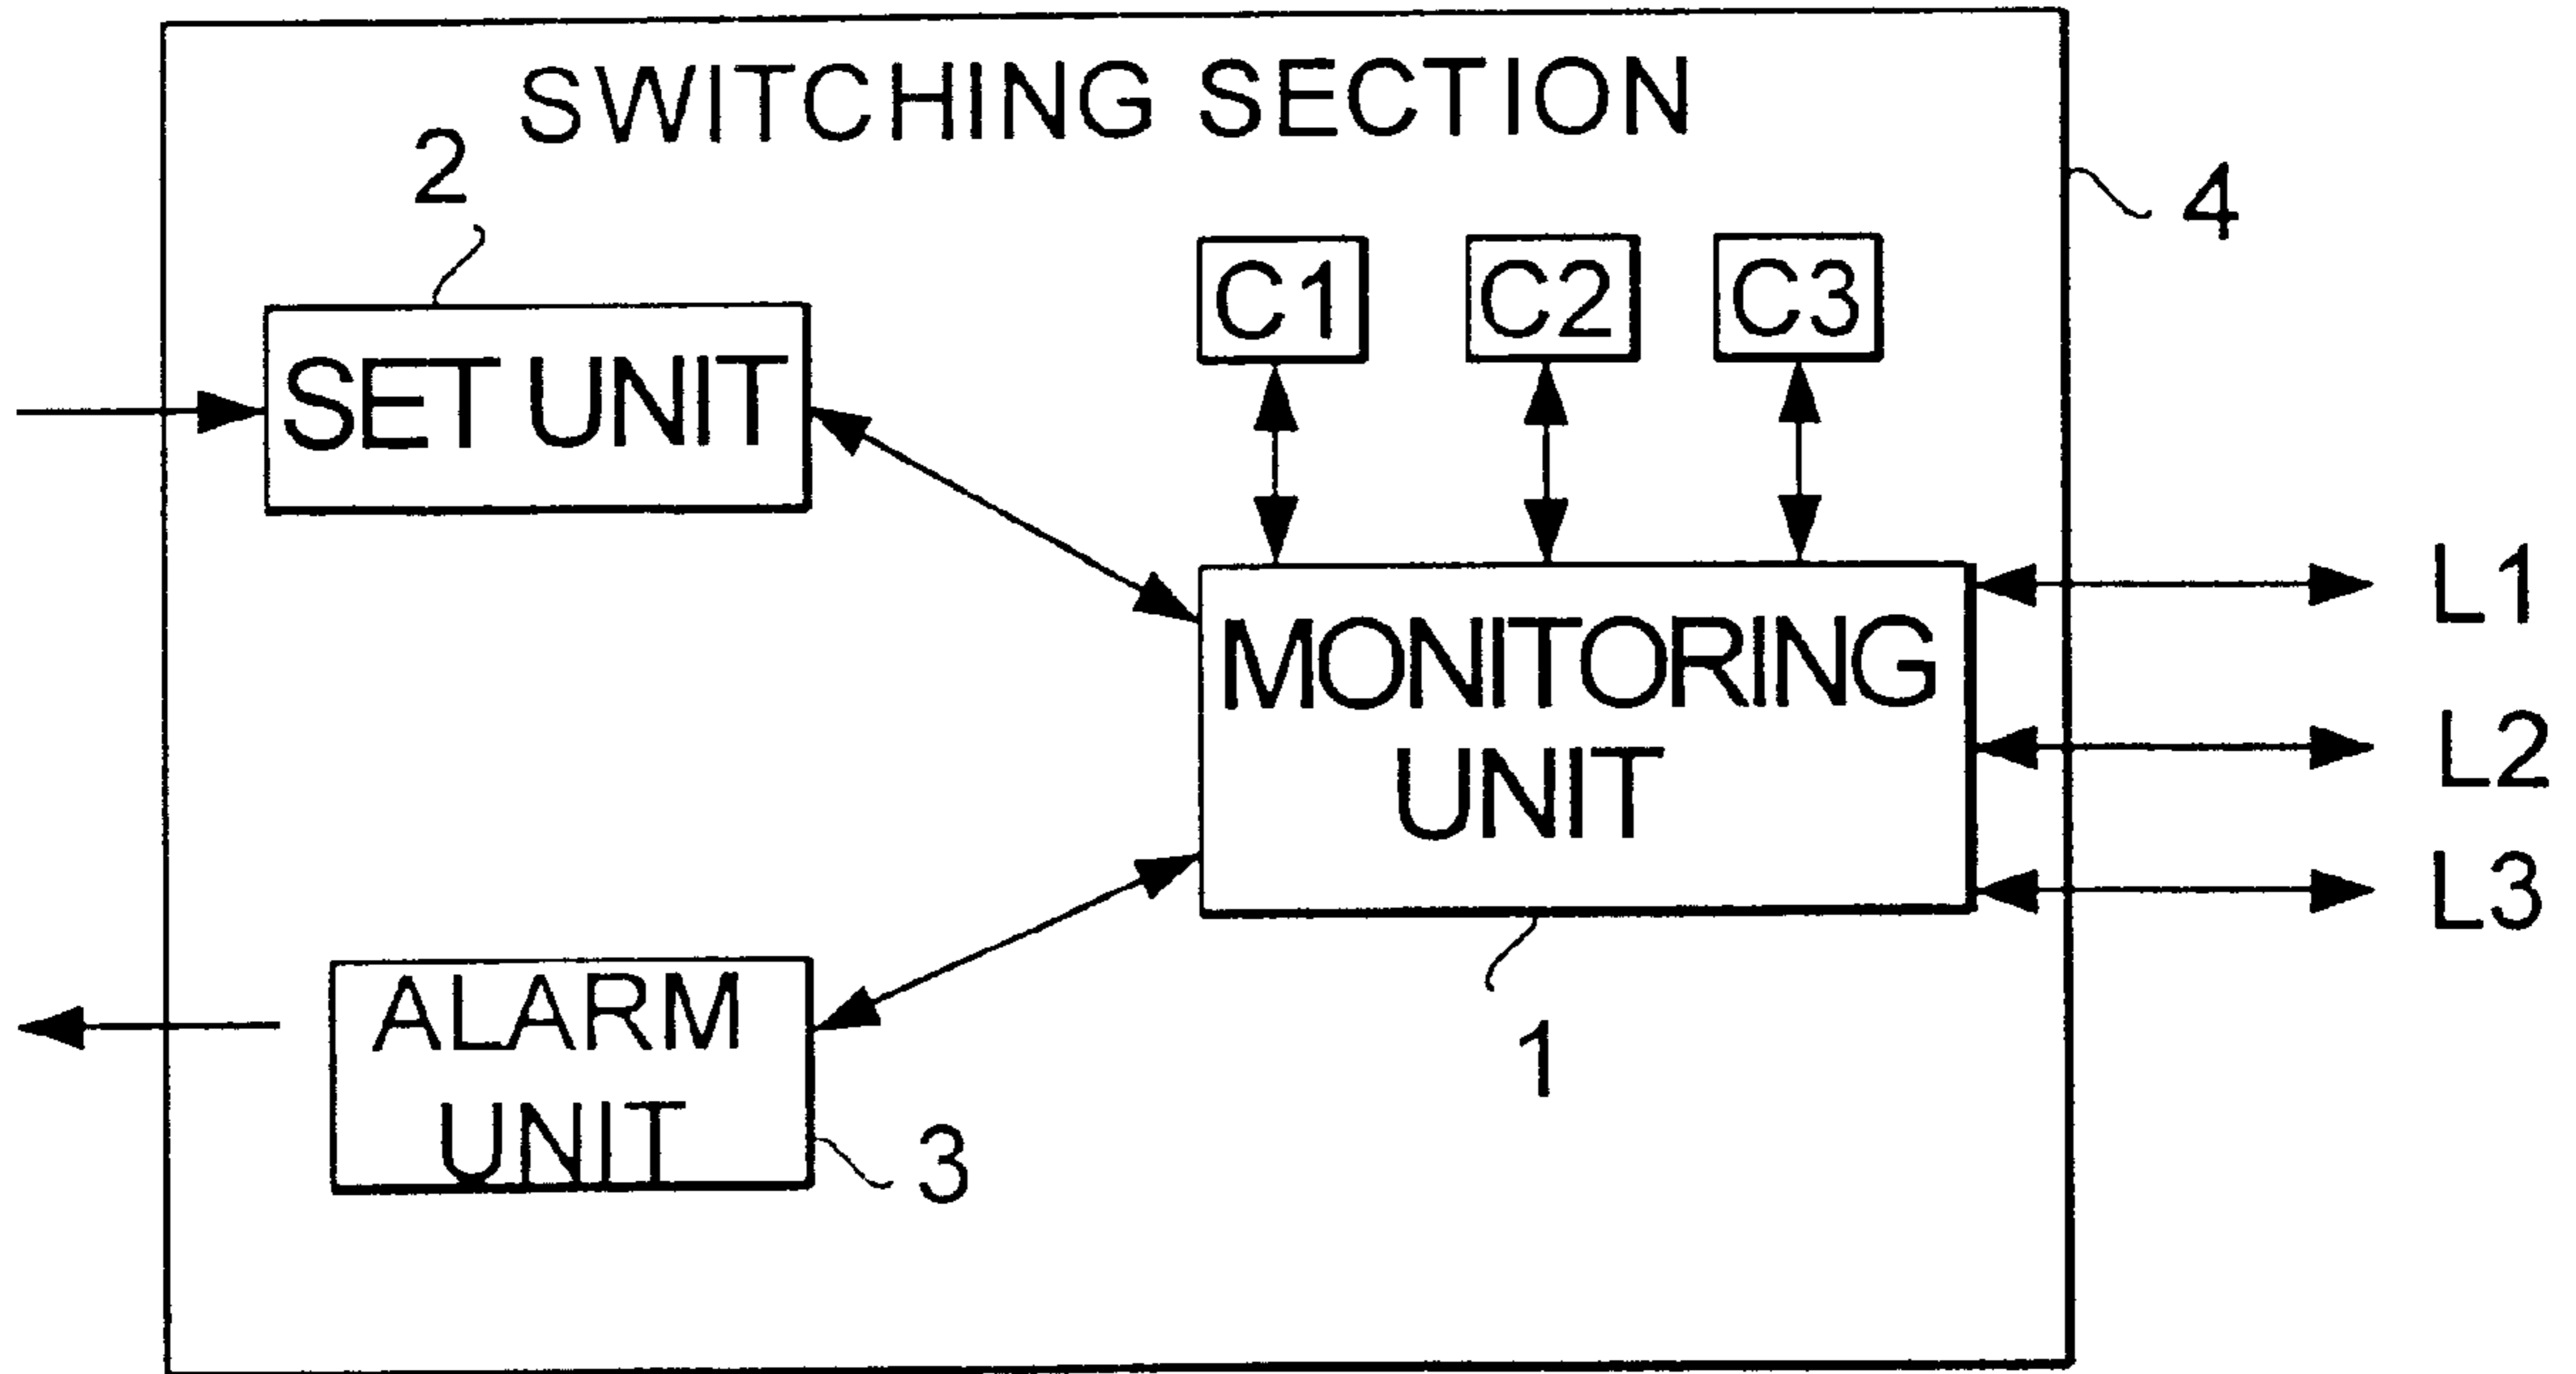 SWITCHING SECTION
2
4
C1
C2
C3
SET UNIT
L1
MONITORING
UNIT
L2
L3
ALARM
UNIT
1
3